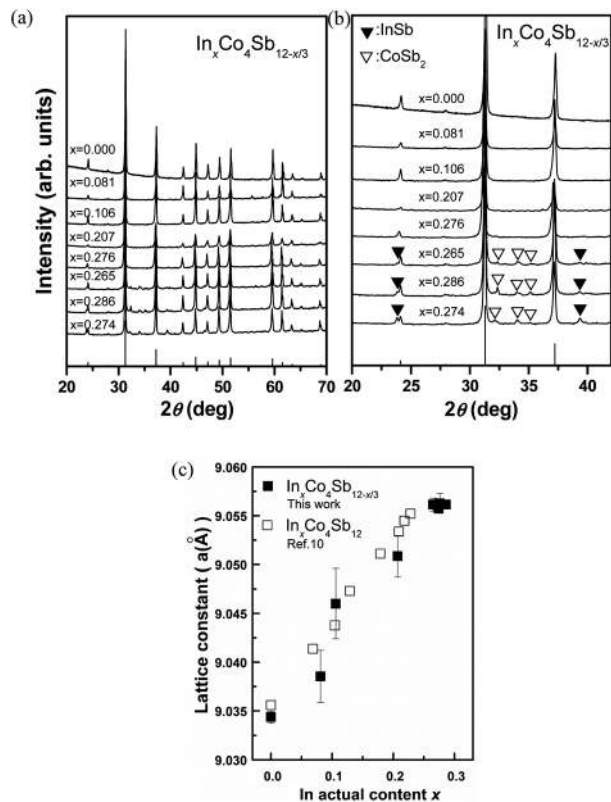 (a)
InₓCo₄Sb₁₂₋ₓ/₃
x=0.000
x=0.081
x=0.106
x=0.207
x=0.276
x=0.265
x=0.286
x=0.274
Intensity (arb. units)
20 30 40 50 60 70
2θ (deg)
(b)
▼:InSb
▽:CoSb₂
InₓCo₄Sb₁₂₋ₓ/₃
x=0.000
x=0.081
x=0.106
x=0.207
x=0.276
x=0.265
x=0.286
x=0.274
20 25 30 35 40
2θ (deg)
(c)
■ InₓCo₄Sb₁₂₋ₓ/₃
This work
□ InₓCo₄Sb₁₂
Ref.10
Lattice constant ( a(Å) )
9.060
9.055
9.050
9.045
9.040
9.035
9.030
0.0 0.1 0.2 0.3
In actual content x